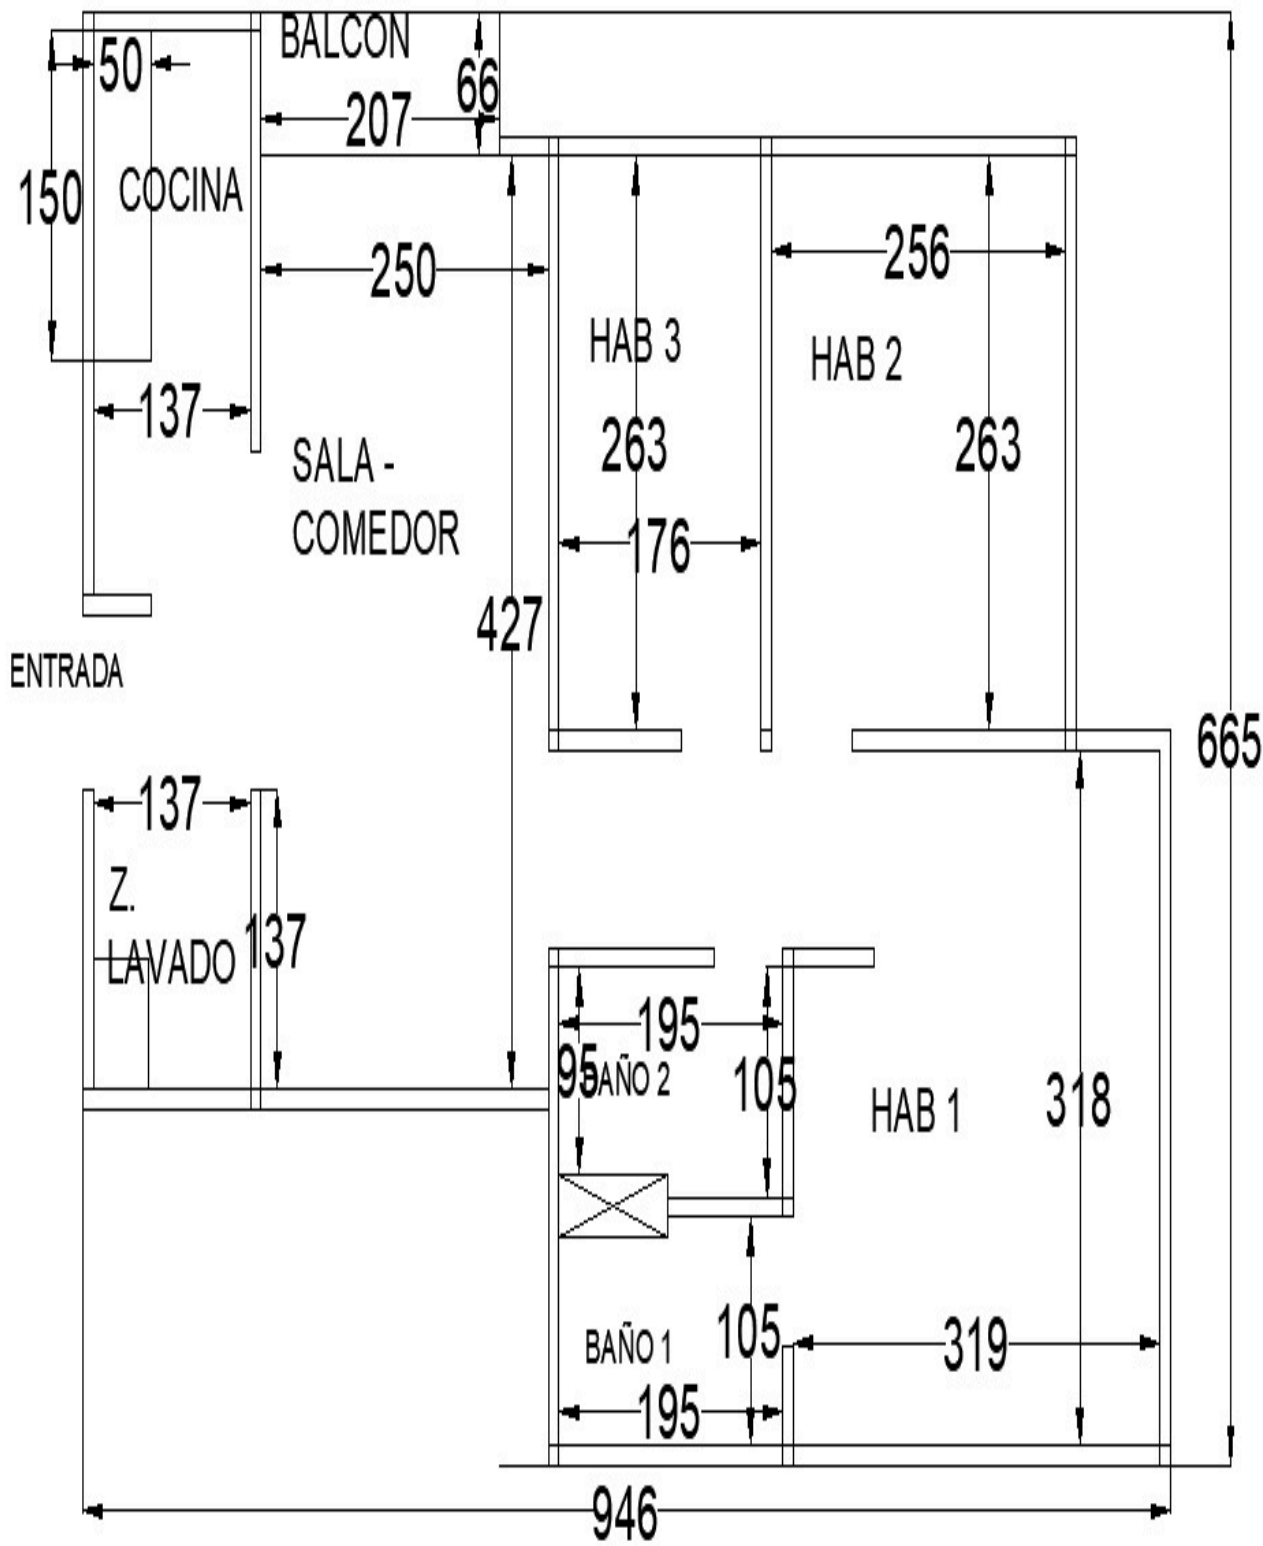 BALCON
50
66
207
150
COCINA
256
250
HAB 3
HAB 2
137
263
263
SALA -
COMEDOR
176
427
ENTRADA
665
137
Z.
LAVADO
137
195
95
BAÑO 2
105
HAB 1
318
105
BAÑO 1
319
195
946